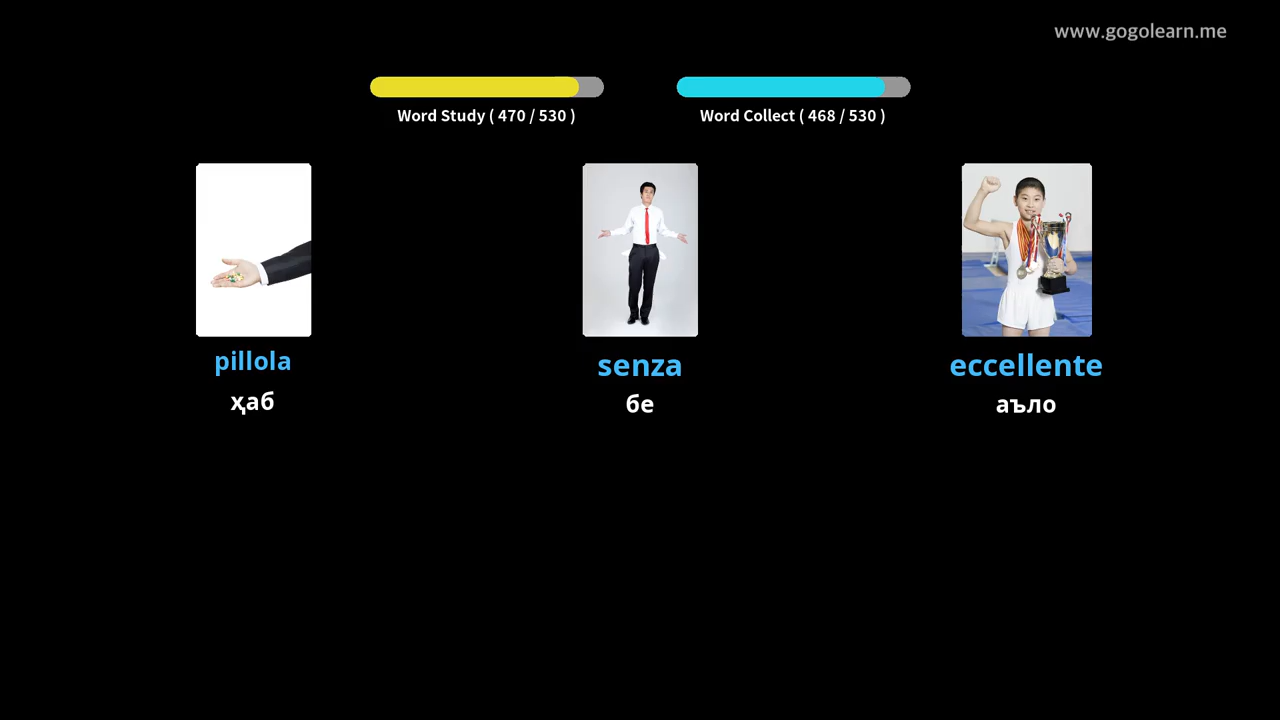 www.gogolearn.me
Word Study ( 470 / 530 )
Word Collect ( 468 / 530 )
pillola
senza
eccellente
ҳаб
бе
аъло